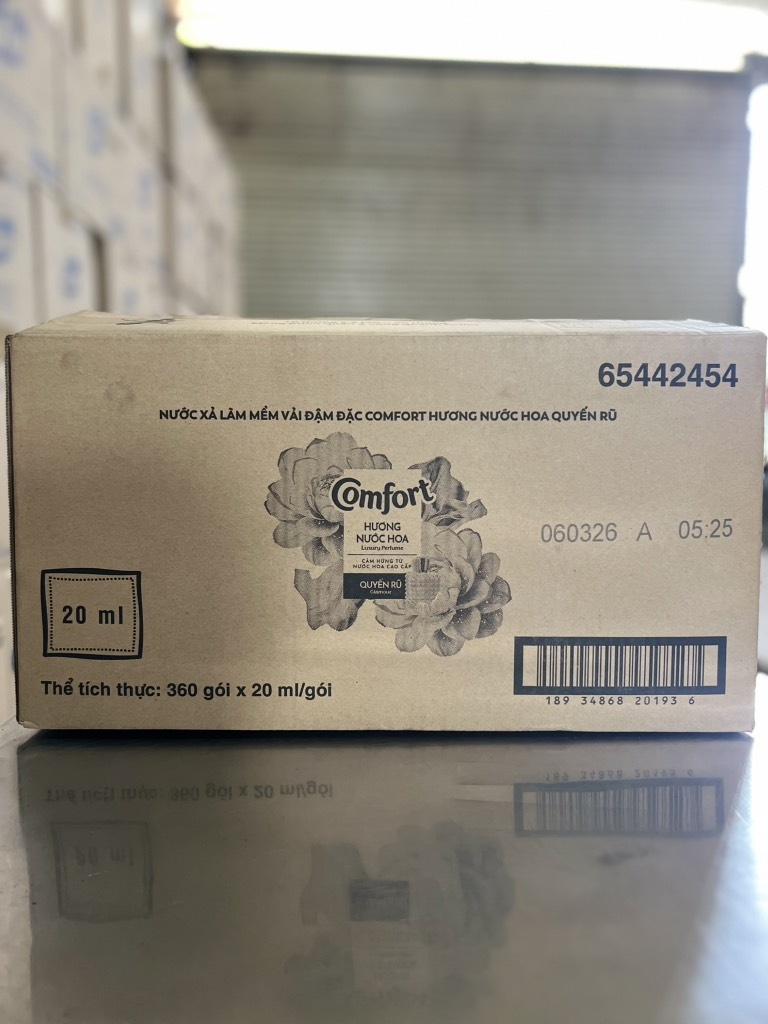 65442454
NƯỚC XẢ LÀM MỀM VẢI ĐẬM ĐẶC COMFORT HƯƠNG NƯỚC HOA QUYẾN RŨ
Comfort
HƯƠNG
NƯỚC HOA
Luxury Perfume
CẢM HỨNG TỪ
NƯỚC HOA CAO CẤP
QUYẾN RŨ
Glamour
060326 A 05:25
20 ml
Thể tích thực: 360 gói x 20 ml/gói
189 34868 20193 6